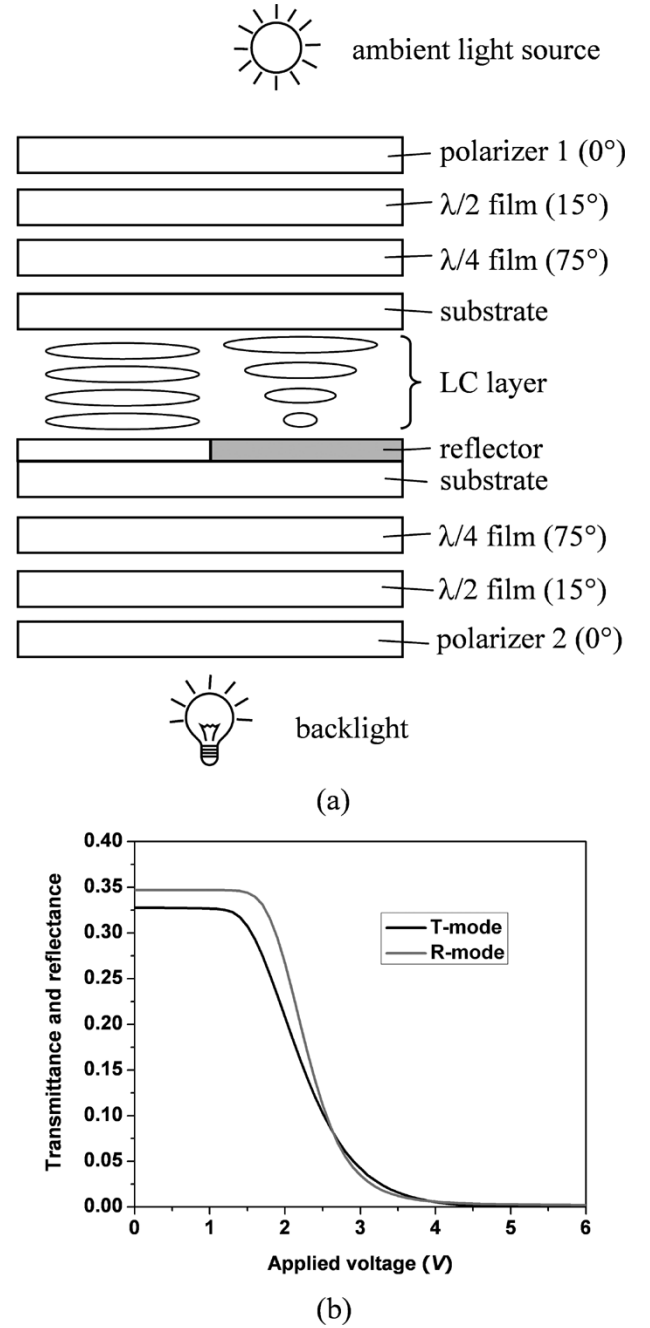 ambient light source
polarizer 1 (0°)
λ/2 film (15°)
λ/4 film (75°)
substrate
LC layer
reflector
substrate
λ/4 film (75°)
λ/2 film (15°)
polarizer 2 (0°)
backlight
(a)
Transmittance and reflectance
0.40
0.35
0.30
0.25
0.20
0.15
0.10
0.05
0.00
T-mode
R-mode
0 1 2 3 4 5 6
Applied voltage (V)
(b)